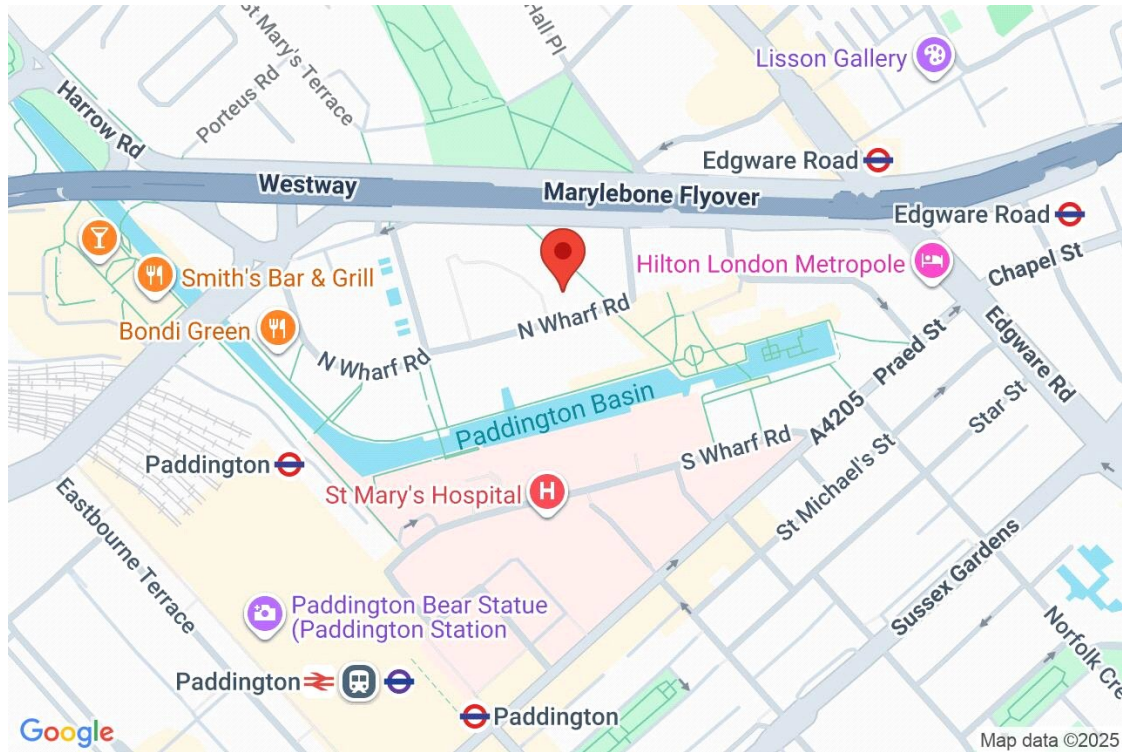 St Mary's Terrace
Hall Pl
Lisson Gallery
Harrow Rd
Porteus Rd
Edgware Road
Westway
Marylebone Flyover
Edgware Road
Chapel St
Hilton London Metropole
Smith's Bar & Grill
Bondi Green
N Wharf Rd
N Wharf Rd
Edgware Rd
A4205 Praed St
Star St
Paddington Basin
S Wharf Rd
St Michael's St
Paddington
St Mary's Hospital
H
Eastbourne Terrace
Sussex Gardens
Paddington Bear Statue
(Paddington Station
Norfolk Cre
Paddington
Paddington
Google
Map data ©2025